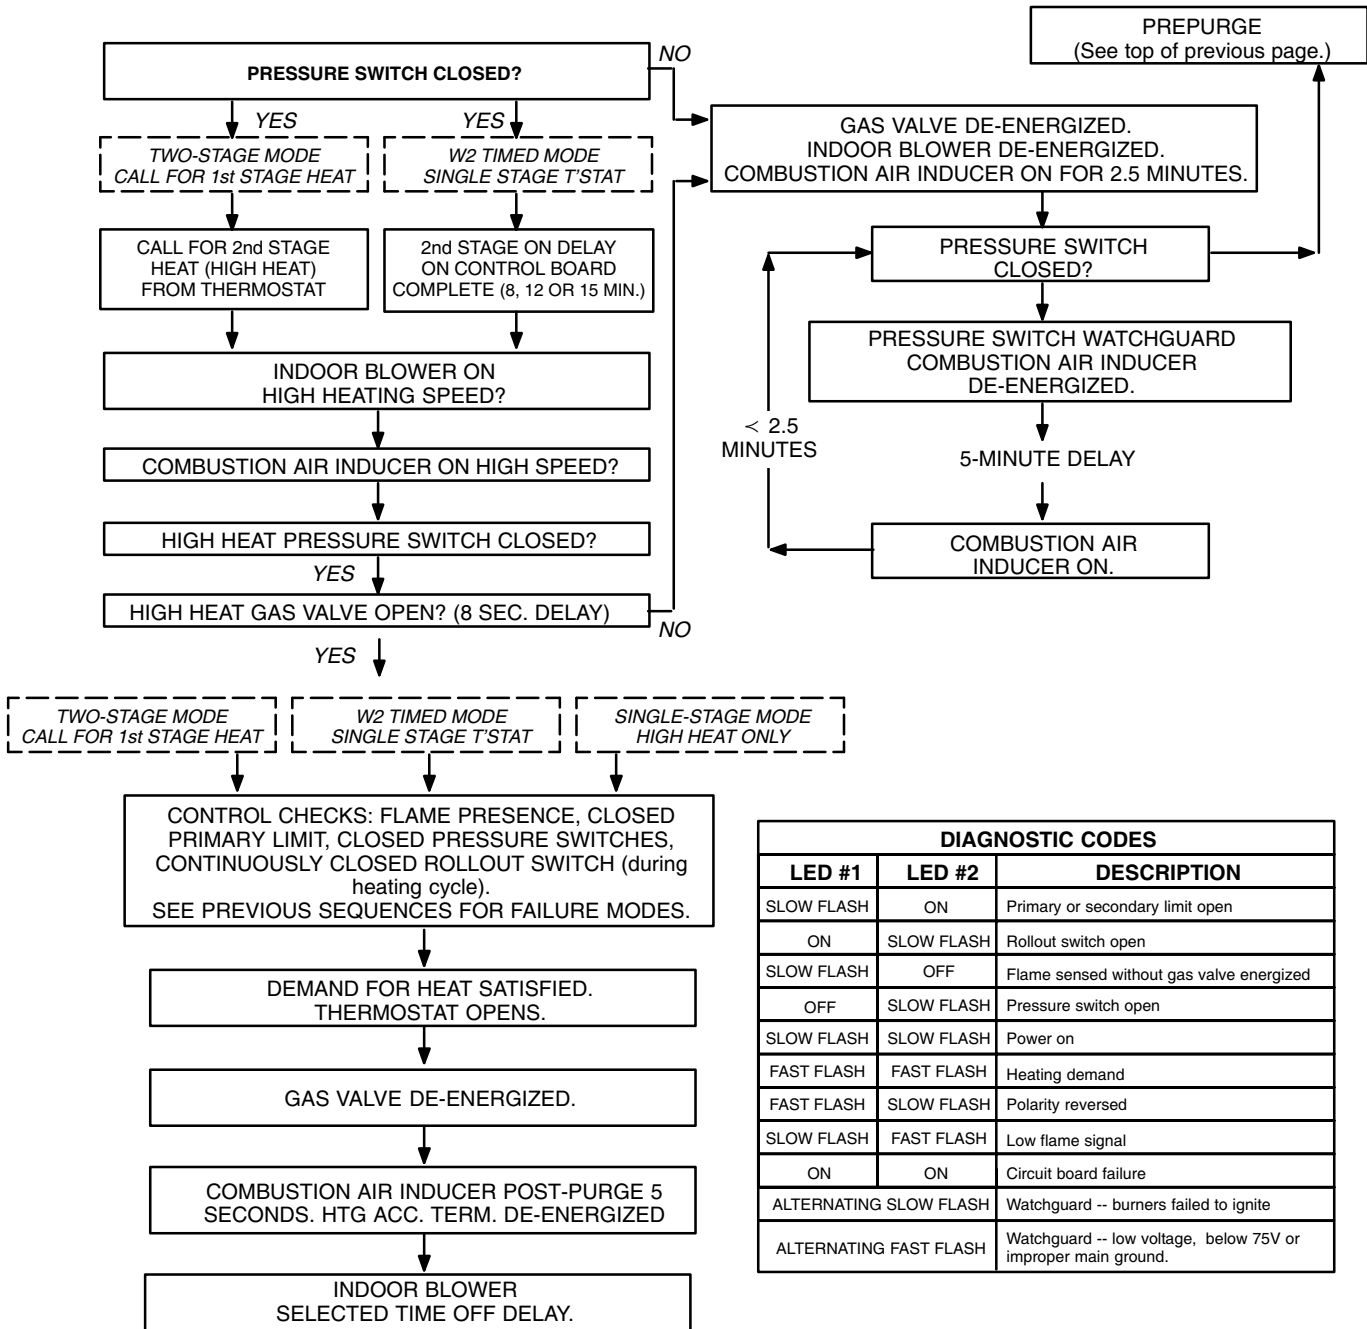 PREPURGE
(See top of previous page.)
PRESSURE SWITCH CLOSED?
NO
YES
YES
TWO-STAGE MODE
CALL FOR 1st STAGE HEAT
W2 TIMED MODE
SINGLE STAGE T'STAT
GAS VALVE DE-ENERGIZED.
INDOOR BLOWER DE-ENERGIZED.
COMBUSTION AIR INDUCER ON FOR 2.5 MINUTES.
CALL FOR 2nd STAGE
HEAT (HIGH HEAT)
FROM THERMOSTAT
2nd STAGE ON DELAY
ON CONTROL BOARD
COMPLETE (8, 12 OR 15 MIN.)
PRESSURE SWITCH
CLOSED?
INDOOR BLOWER ON
HIGH HEATING SPEED?
PRESSURE SWITCH WATCHGUARD
COMBUSTION AIR INDUCER
DE-ENERGIZED.
< 2.5
MINUTES
5-MINUTE DELAY
COMBUSTION AIR INDUCER ON HIGH SPEED?
HIGH HEAT PRESSURE SWITCH CLOSED?
COMBUSTION AIR
INDUCER ON.
YES
HIGH HEAT GAS VALVE OPEN? (8 SEC. DELAY)
NO
YES
TWO-STAGE MODE
CALL FOR 1st STAGE HEAT
W2 TIMED MODE
SINGLE STAGE T'STAT
SINGLE-STAGE MODE
HIGH HEAT ONLY
CONTROL CHECKS: FLAME PRESENCE, CLOSED
PRIMARY LIMIT, CLOSED PRESSURE SWITCHES,
CONTINUOUSLY CLOSED ROLLOUT SWITCH (during
heating cycle).
SEE PREVIOUS SEQUENCES FOR FAILURE MODES.
DEMAND FOR HEAT SATISFIED.
THERMOSTAT OPENS.
GAS VALVE DE-ENERGIZED.
COMBUSTION AIR INDUCER POST-PURGE 5
SECONDS. HTG ACC. TERM. DE-ENERGIZED
INDOOR BLOWER
SELECTED TIME OFF DELAY.
DIAGNOSTIC CODES
LED #1 LED #2 DESCRIPTION
SLOW FLASH ON Primary or secondary limit open
ON SLOW FLASH Rollout switch open
SLOW FLASH OFF Flame sensed without gas valve energized
OFF SLOW FLASH Pressure switch open
SLOW FLASH SLOW FLASH Power on
FAST FLASH FAST FLASH Heating demand
FAST FLASH SLOW FLASH Polarity reversed
SLOW FLASH FAST FLASH Low flame signal
ON ON Circuit board failure
ALTERNATING SLOW FLASH Watchguard -- burners failed to ignite
ALTERNATING FAST FLASH Watchguard -- low voltage, below 75V or
improper main ground.